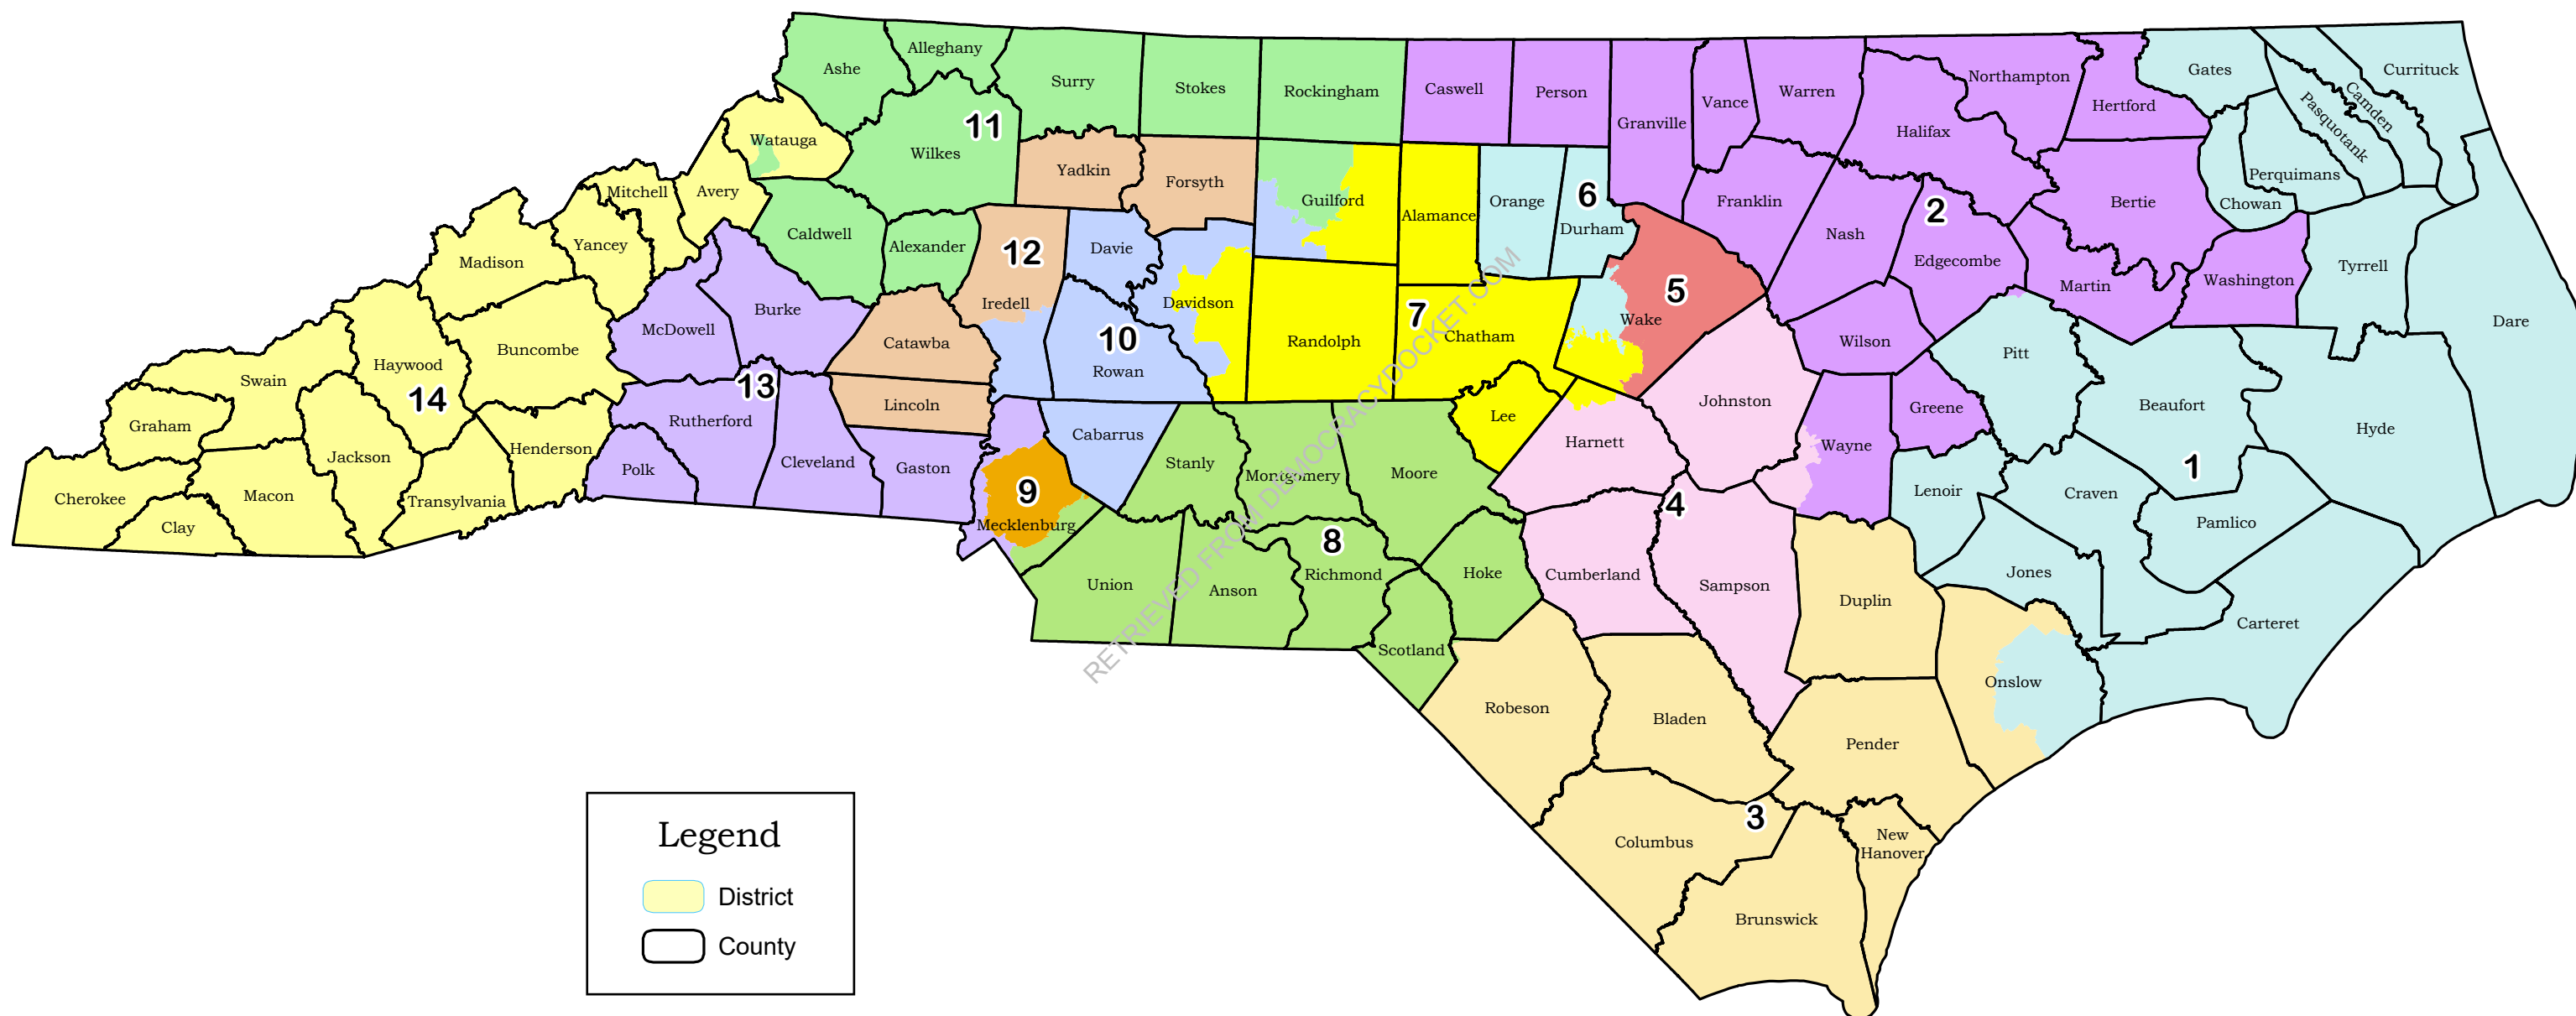 Ashe
Alleghany
Surry
Stokes
Rockingham
Caswell
Person
Granville
Vance
Warren
Northampton
Halifax
Hertford
Gates
Pasquotank
Camden
Currituck
Watauga
Wilkes
11
Yadkin
Forsyth
Guilford
Alamance
Orange
6
Durham
Franklin
Nash
2
Edgecombe
Bertie
Perquimans
Chowan
Mitchell
Avery
Yancey
Madison
Caldwell
Alexander
12
Iredell
Davie
Davidson
Randolph
7
Chatham
5
Wake
Wilson
Martin
Washington
Tyrrell
Dare
Swain
Haywood
14
Buncombe
McDowell
Burke
Catawba
10
Rowan
Lee
Johnston
Greene
Pitt
Beaufort
Hyde
Graham
Jackson
Henderson
13
Rutherford
Lincoln
Cabarrus
Stanly
Montgomery
Moore
Harnett
Wayne
Lenoir
Craven
1
Pamlico
Cherokee
Clay
Macon
Transylvania
Polk
Cleveland
Gaston
9
Mecklenburg
Union
Anson
8
Richmond
Hoke
Scotland
Cumberland
4
Sampson
Duplin
Jones
Carteret
Onslow
Robeson
Bladen
Pender
Columbus
3
New
Hanover
Brunswick
RETRIEVED FROM DEMOCRACYDOCKET.COM
Legend
District
County